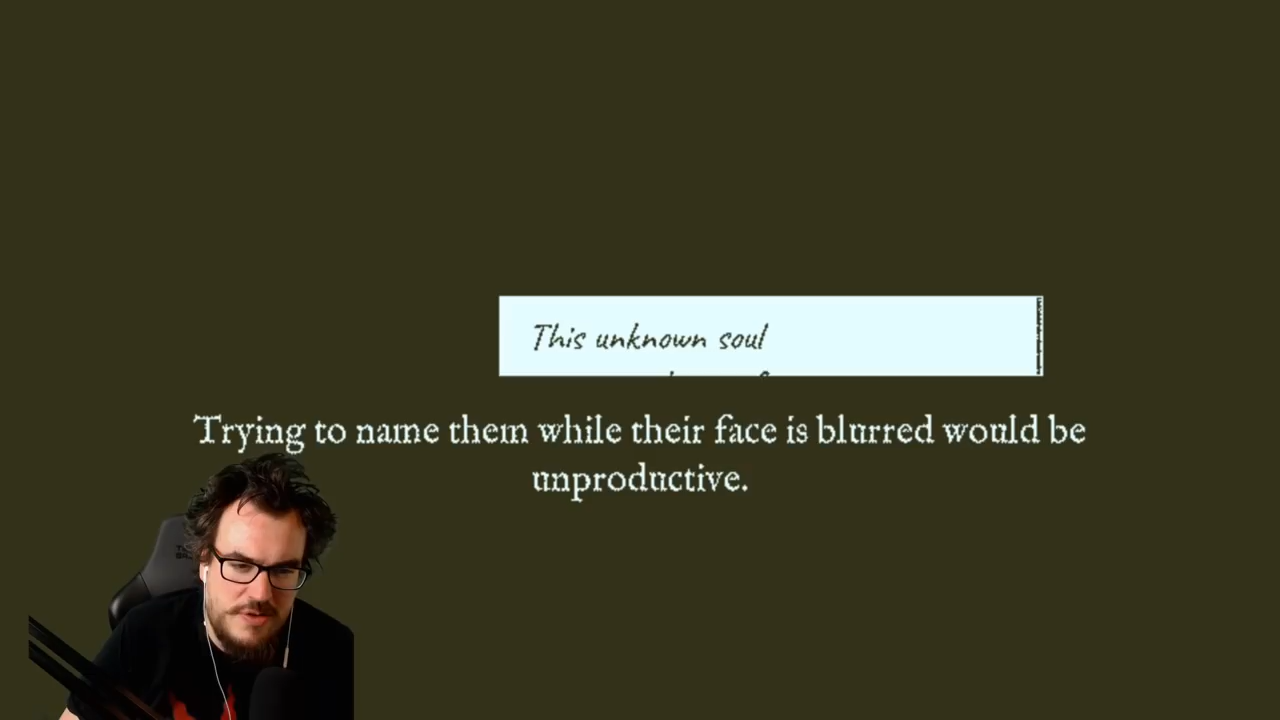 This unknown soul
Trying to name them while their face is blurred would be
unproductive.